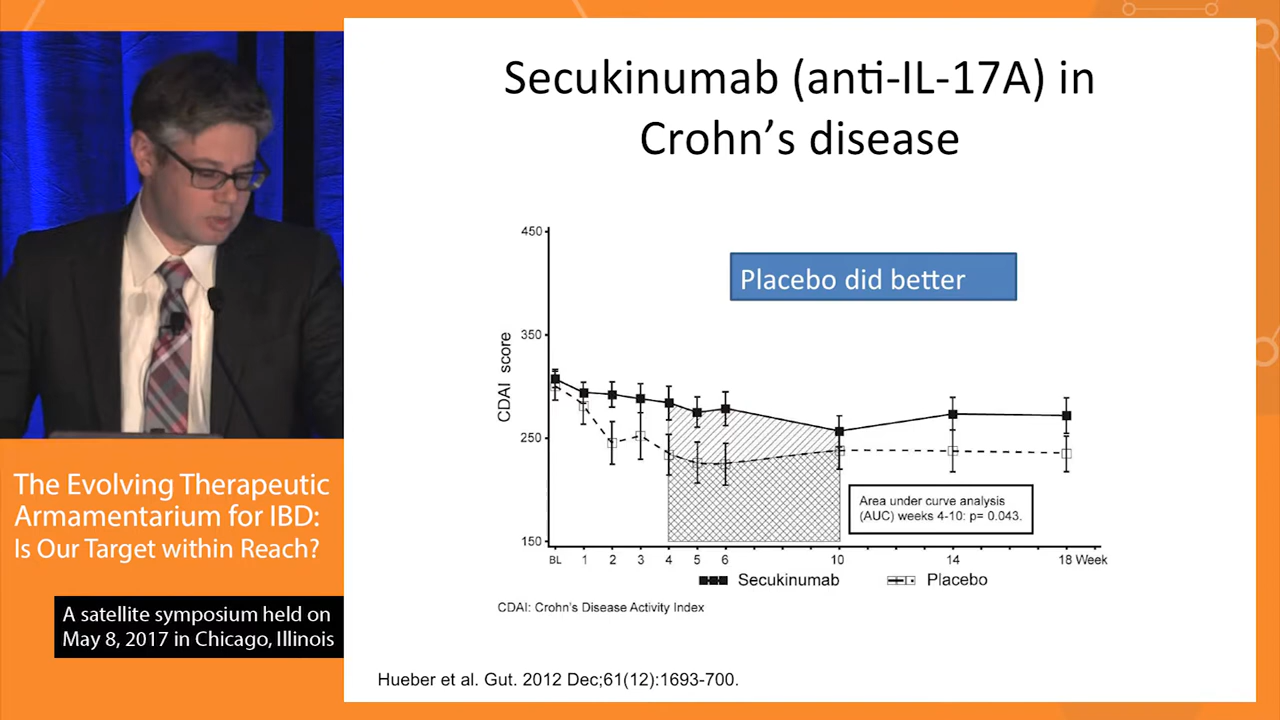 Secukinumab (anti-IL-17A) in
Crohn's disease
450
Placebo did better
350
CDAI score
250
Area under curve analysis
(AUC) weeks 4-10: p= 0.043.
150
BL 1 2 3 4 5 6 10 14 18 Week
Secukinumab Placebo
CDAI: Crohn's Disease Activity Index
Hueber et al. Gut. 2012 Dec;61(12):1693-700.
The Evolving Therapeutic
Armamentarium for IBD:
Is Our Target within Reach?
A satellite symposium held on
May 8, 2017 in Chicago, Illinois